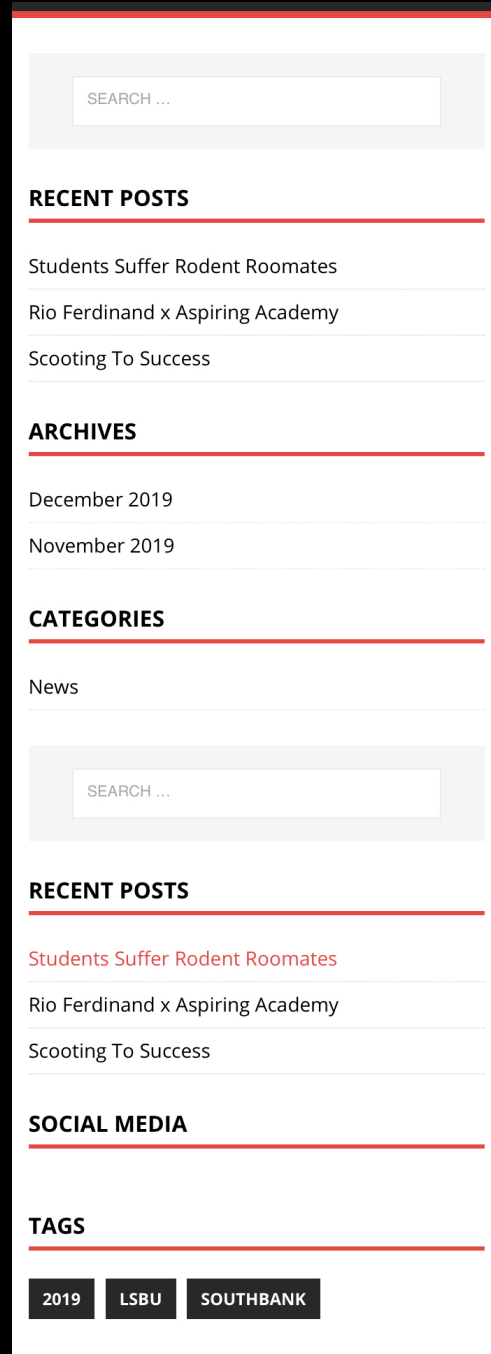 SEARCH …
RECENT POSTS
Students Suffer Rodent Roomates
Rio Ferdinand x Aspiring Academy
Scooting To Success
ARCHIVES
December 2019
November 2019
CATEGORIES
News
SEARCH …
RECENT POSTS
Students Suffer Rodent Roomates
Rio Ferdinand x Aspiring Academy
Scooting To Success
SOCIAL MEDIA
TAGS
2019 LSBU SOUTHBANK